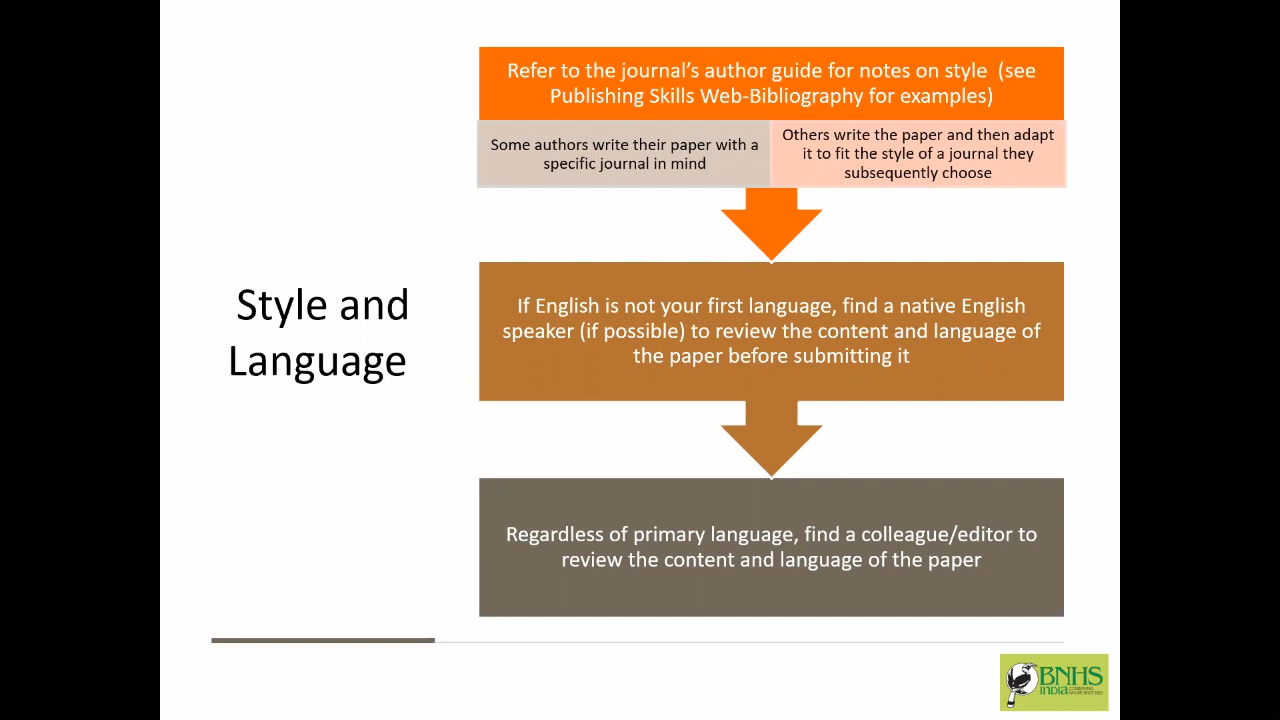 Refer to the journal's author guide for notes on style  (see
Publishing Skills Web-Bibliography for examples)
Some authors write their paper with a
specific journal in mind
Others write the paper and then adapt
it to fit the style of a journal they
subsequently choose
Style and
Language
If English is not your first language, find a native English
speaker (if possible) to review the content and language of
the paper before submitting it
Regardless of primary language, find a colleague/editor to
review the content and language of the paper
BNHS
INDIA
CONSERVING
NATURE SINCE 1883